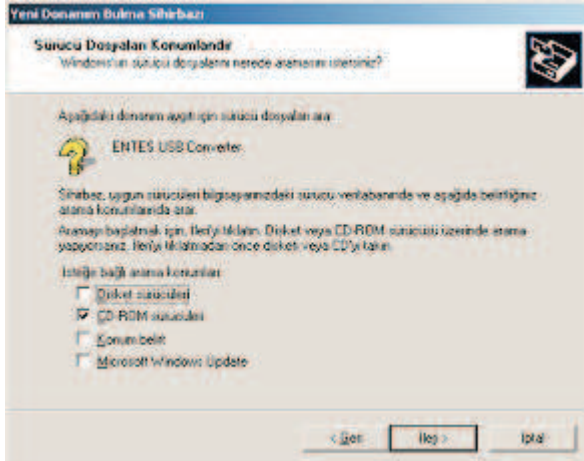 Yeni Donanım Bulma Sihirbazı
Sürücü Dosyaları Konumlandır
Windows'un sürücü dosyalarını nerede aramasını istersiniz?
Aşağıdaki donanım aygıtı için sürücü dosyaları ara:
ENTES USB Converter.
Sihirbaz, uygun sürücüleri bilgisayarınızdaki sürücü veritabanında ve aşağıda belirttiğiniz
arama konumlarında arar.
Aramayı başlatmak için, İleri'yi tıklatın. Disket veya CD-ROM sürücüsü üzerinde arama
yapıyorsanız, İleri'yi tıklatmadan önce disketi veya CD'yi takın.
İsteğe bağlı arama konumları:
Disket sürücüleri
CD-ROM sürücüleri
Konum belirt
Microsoft Windows Update
< Geri
İleri >
İptal